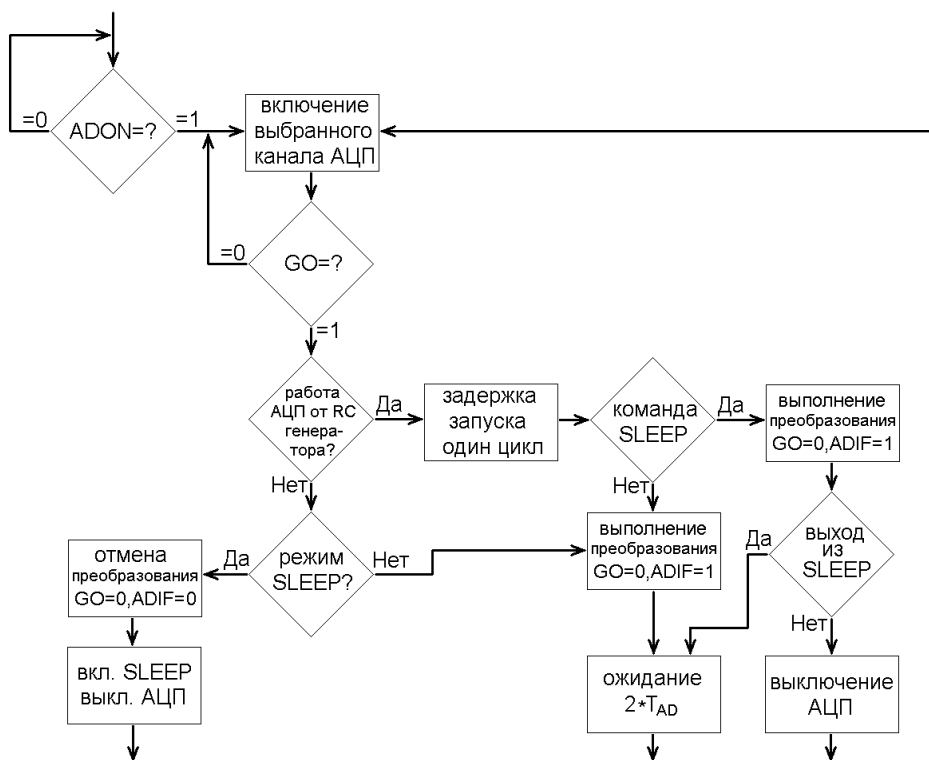 ADON=?
=0
=1
включение
выбранного
канала АЦП
=0
GO=?
=1
работа
АЦП от RC
генера-
тора?
Да
Нет
задержка
запуска
один цикл
команда
SLEEP
Да
Нет
выполнение
преобразования
GO=0,ADIF=1
отмена
преобразования
GO=0,ADIF=0
Да
режим
SLEEP?
Нет
выполнение
преобразования
GO=0,ADIF=1
Да
выход
из
SLEEP
Нет
вкл. SLEEP
выкл. АЦП
ожидание
2*TAD
выключение
АЦП